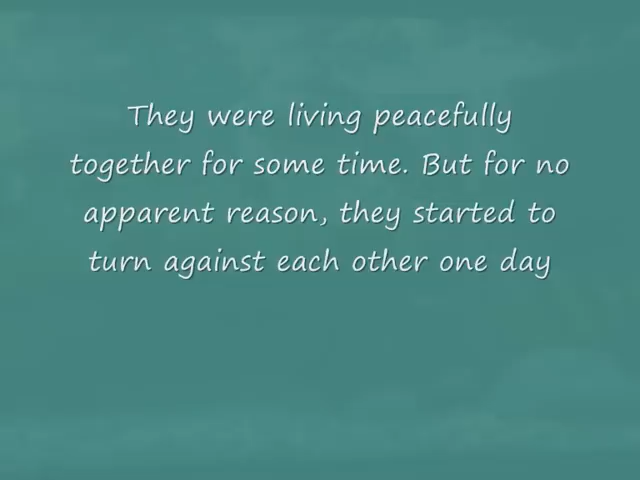 They were living peacefully
together for some time. But for no
apparent reason, they started to
turn against each other one day